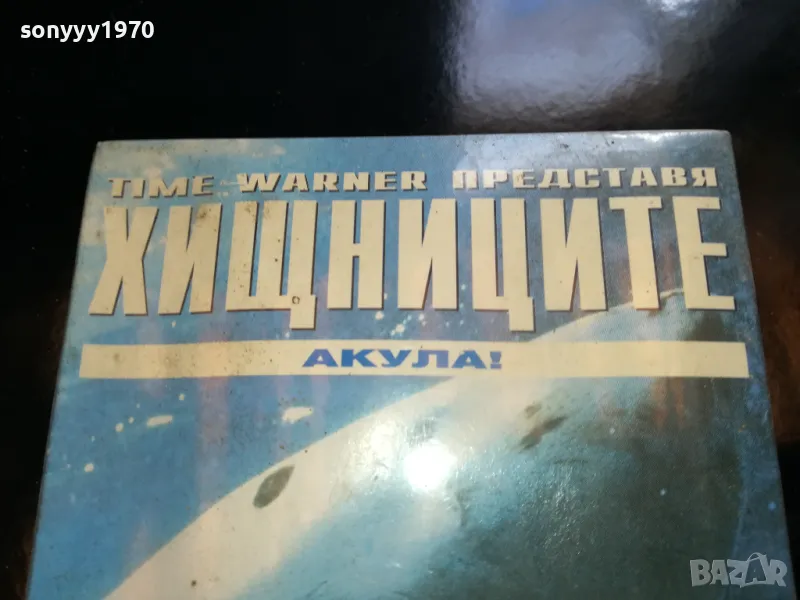 sonyyy1970
TIME WARNER ПРЕДСТАВЯ
ХИЩНИЦИТЕ
АКУЛА!
BAZAR